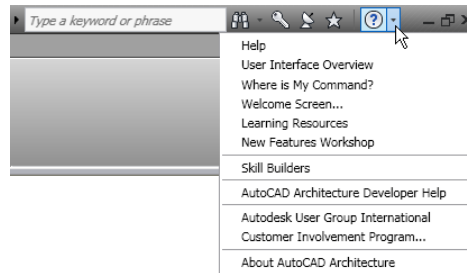 Type a keyword or phrase
Help
User Interface Overview
Where is My Command?
Welcome Screen...
Learning Resources
New Features Workshop
Skill Builders
AutoCAD Architecture Developer Help
Autodesk User Group International
Customer Involvement Program...
About AutoCAD Architecture